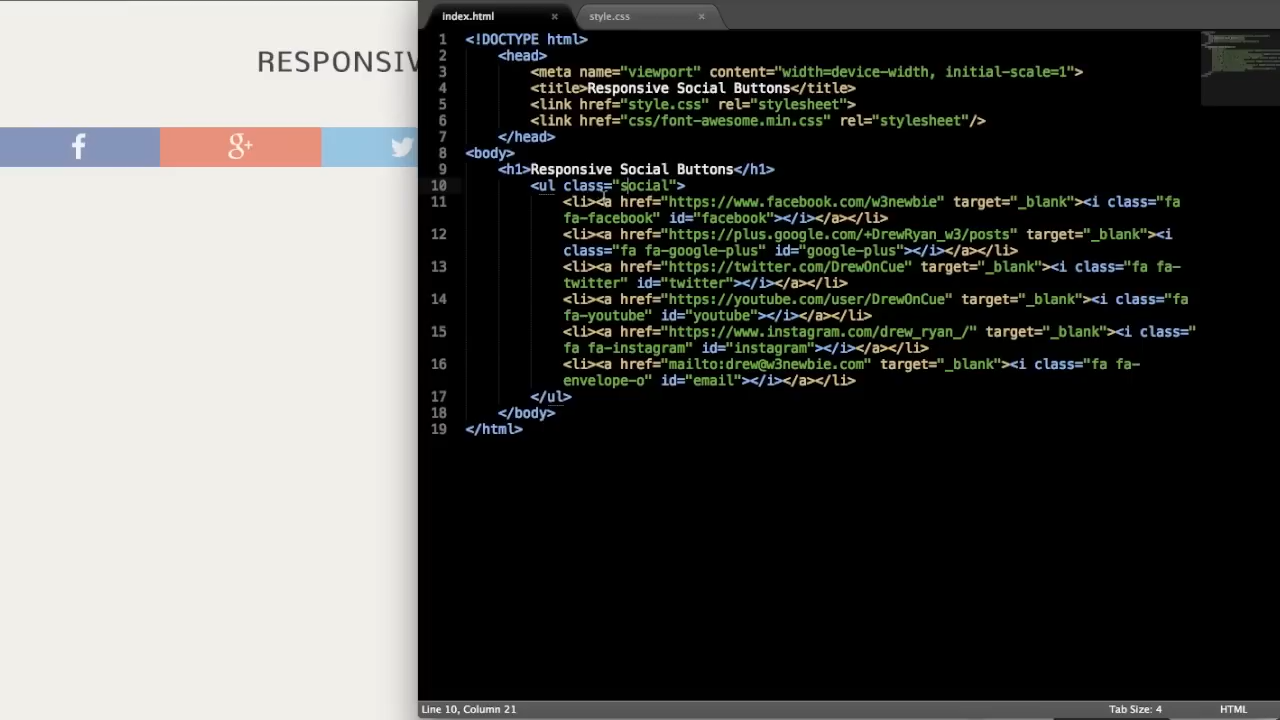 RESPONSIV
index.html
style.css
1 <!DOCTYPE html>
2 <head>
3 <meta name="viewport" content="width=device-width, initial-scale=1">
4 <title>Responsive Social Buttons</title>
5 <link href="style.css" rel="stylesheet">
6 <link href="css/font-awesome.min.css" rel="stylesheet"/>
7 </head>
8 <body>
9 <h1>Responsive Social Buttons</h1>
10 <ul class="social">
11 <li><a href="https://www.facebook.com/w3newbie" target="_blank"><i class="fa
fa-facebook" id="facebook"></i></a></li>
12 <li><a href="https://plus.google.com/+DrewRyan_w3/posts" target="_blank"><i
class="fa fa-google-plus" id="google-plus"></i></a></li>
13 <li><a href="https://twitter.com/DrewOnCue" target="_blank"><i class="fa fa-
twitter" id="twitter"></i></a></li>
14 <li><a href="https://youtube.com/user/DrewOnCue" target="_blank"><i class="fa
fa-youtube" id="youtube"></i></a></li>
15 <li><a href="https://www.instagram.com/drew_ryan_/" target="_blank"><i class="
fa fa-instagram" id="instagram"></i></a></li>
16 <li><a href="mailto:drew@w3newbie.com" target="_blank"><i class="fa fa-
envelope-o" id="email"></i></a></li>
17 </ul>
18 </body>
19 </html>
Line 10, Column 21
Tab Size: 4
HTML